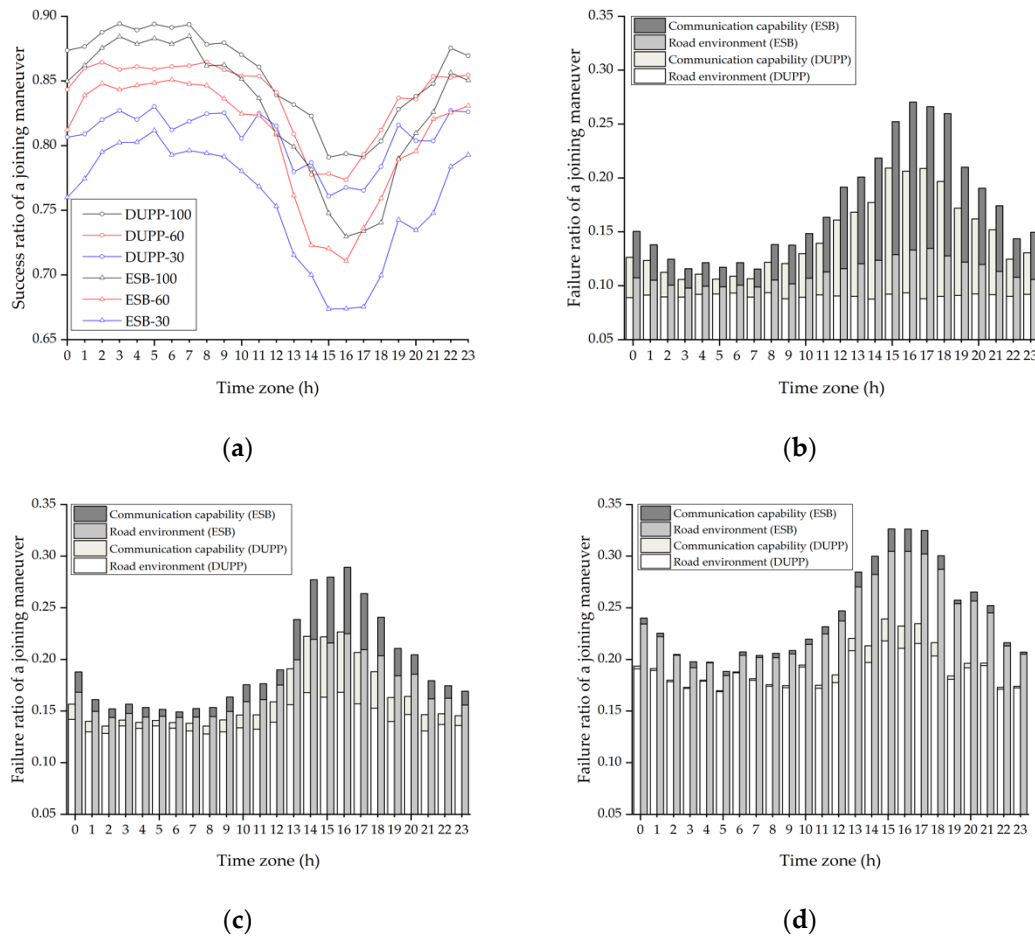 0.90
0.85
0.80
0.75
0.70
0.65
Success ratio of a joining maneuver
DUPP-100
DUPP-60
DUPP-30
ESB-100
ESB-60
ESB-30
0 1 2 3 4 5 6 7 8 9 10 11 12 13 14 15 16 17 18 19 20 21 22 23
Time zone (h)
(a)
0.35
0.30
0.25
0.20
0.15
0.10
0.05
Failure ratio of a joining maneuver
Communication capability (ESB)
Road environment (ESB)
Communication capability (DUPP)
Road environment (DUPP)
0 1 2 3 4 5 6 7 8 9 10 11 12 13 14 15 16 17 18 19 20 21 22 23
Time zone (h)
(b)
0.35
0.30
0.25
0.20
0.15
0.10
0.05
Failure ratio of a joining maneuver
Communication capability (ESB)
Road environment (ESB)
Communication capability (DUPP)
Road environment (DUPP)
0 1 2 3 4 5 6 7 8 9 10 11 12 13 14 15 16 17 18 19 20 21 22 23
Time zone (h)
(c)
0.35
0.30
0.25
0.20
0.15
0.10
0.05
Failure ratio of a joining maneuver
Communication capability (ESB)
Road environment (ESB)
Communication capability (DUPP)
Road environment (DUPP)
0 1 2 3 4 5 6 7 8 9 10 11 12 13 14 15 16 17 18 19 20 21 22 23
Time zone (h)
(d)